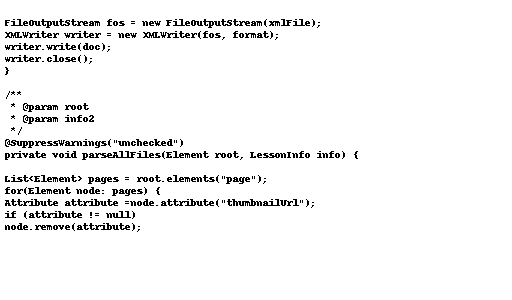 FileOutputStream fos = new FileOutputStream(xmlFile);
XMLWriter writer = new XMLWriter(fos, format);
writer.write(doc);
writer.close();
}
/**
* @param root
* @param info2
*/
@SuppressWarnings("unchecked")
private void parseAllFiles(Element root, LessonInfo info) {
List<Element> pages = root.elements("page");
for(Element node: pages) {
Attribute attribute =node.attribute("thumbnailUrl");
if (attribute != null)
node.remove(attribute);